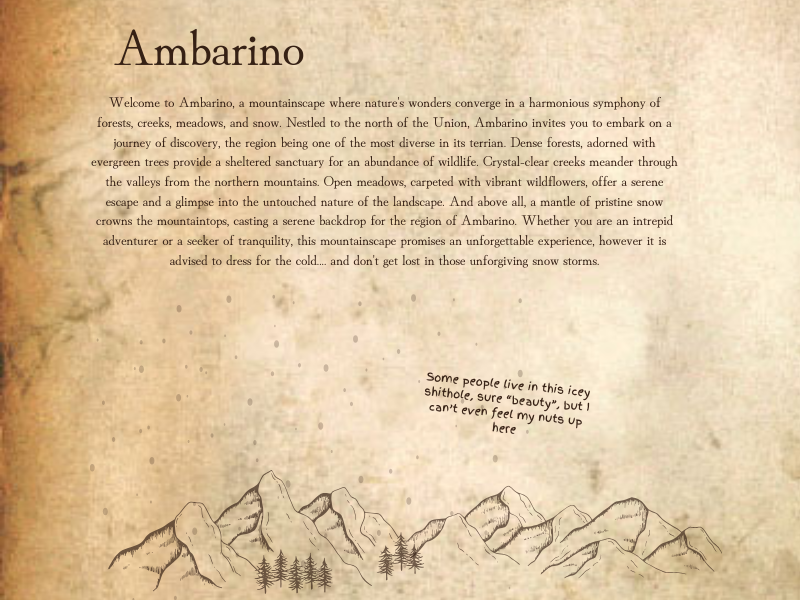 Ambarino
Welcome to Ambarino, a mountainscape where nature's wonders converge in a harmonious symphony of
forests, creeks, meadows, and snow. Nestled to the north of the Union, Ambarino invites you to embark on a
journey of discovery, the region being one of the most diverse in its terrian. Dense forests, adorned with
evergreen trees provide a sheltered sanctuary for an abundance of wildlife. Crystal-clear creeks meander through
the valleys from the northern mountains. Open meadows, carpeted with vibrant wildflowers, offer a serene
escape and a glimpse into the untouched nature of the landscape. And above all, a mantle of pristine snow
crowns the mountaintops, casting a serene backdrop for the region of Ambarino. Whether you are an intrepid
adventurer or a seeker of tranquility, this mountainscape promises an unforgettable experience, however it is
advised to dress for the cold.... and don't get lost in those unforgiving snow storms.
Some people live in this icey
shithole, sure "beauty", but I
can't even feel my nuts up
here